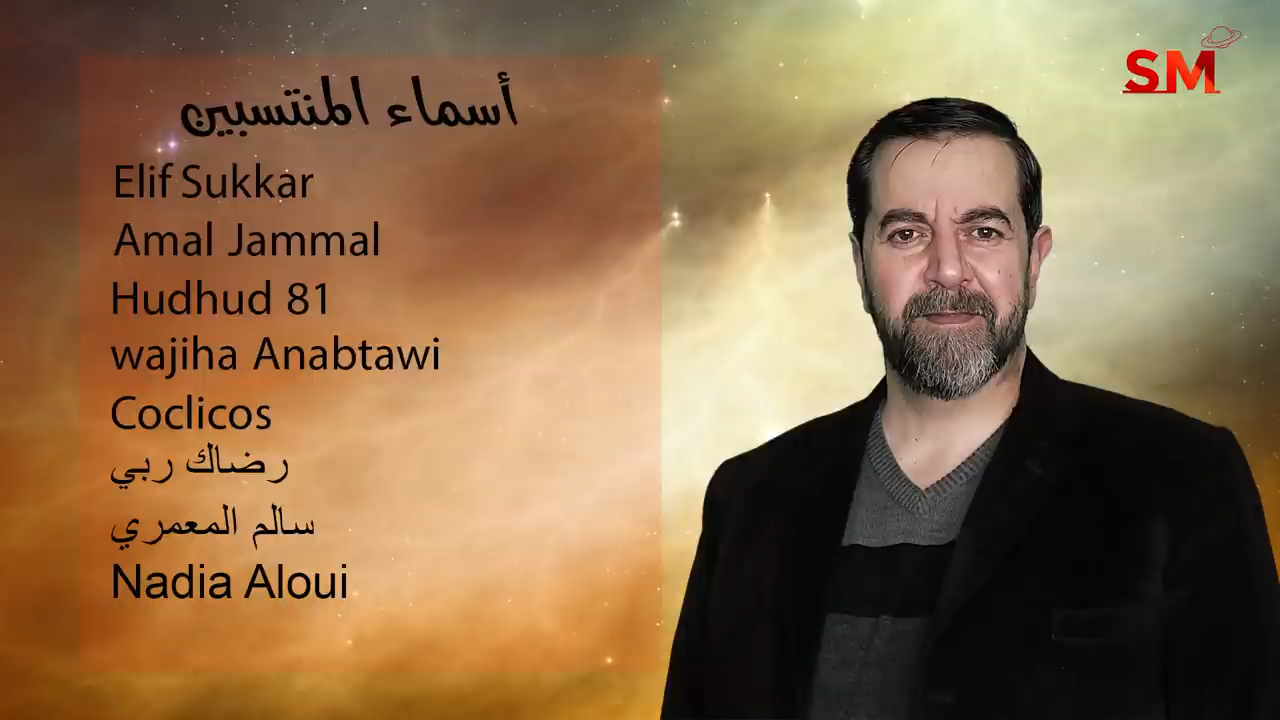 SM
أسماء المنتسبين
Elif Sukkar
Amal Jammal
Hudhud 81
wajiha Anabtawi
Coclicos
رضاك ربي
سالم المعمري
Nadia Aloui